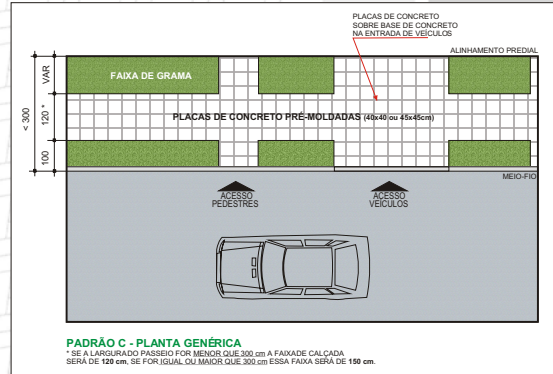 PLACAS DE CONCRETO
SOBRE BASE DE CONCRETO
NA ENTRADA DE VEÍCULOS
ALINHAMENTO PREDIAL
FAIXA DE GRAMA
VAR
< 300
120 *
PLACAS DE CONCRETO PRÉ-MOLDADAS (40x40 ou 45x45cm)
100
MEIO-FIO
ACESSO
PEDESTRES
ACESSO
VEÍCULOS
PADRÃO C - PLANTA GENÉRICA
* SE A LARGURADO PASSEIO FOR MENOR QUE 300 cm A FAIXADE CALÇADA
SERÁ DE 120 cm, SE FOR IGUAL OU MAIOR QUE 300 cm ESSA FAIXA SERÁ DE 150 cm.